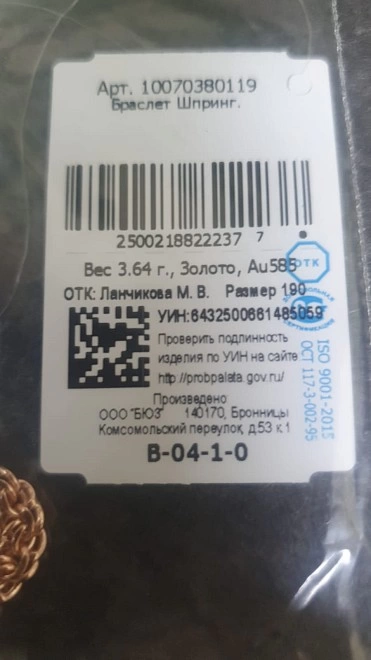 Арт. 10070380119
Браслет Шпринг.
2500218822237 7
Вес 3.64 г., Золото, Au585
ОТК
ОТК: Ланчикова М. В. Размер 190
УИН:6432500661485059
Проверить подлинность
изделия по УИН на сайте
http://probpalata.gov.ru/
Произведено:
ООО "БЮЗ" 140170, Бронницы
Комсомольский переулок, д.53 к.1
В-04-1-0
СЕРТИФИКАЦИИ
ISO 9001-2015
ОСТ 117-3-002-95